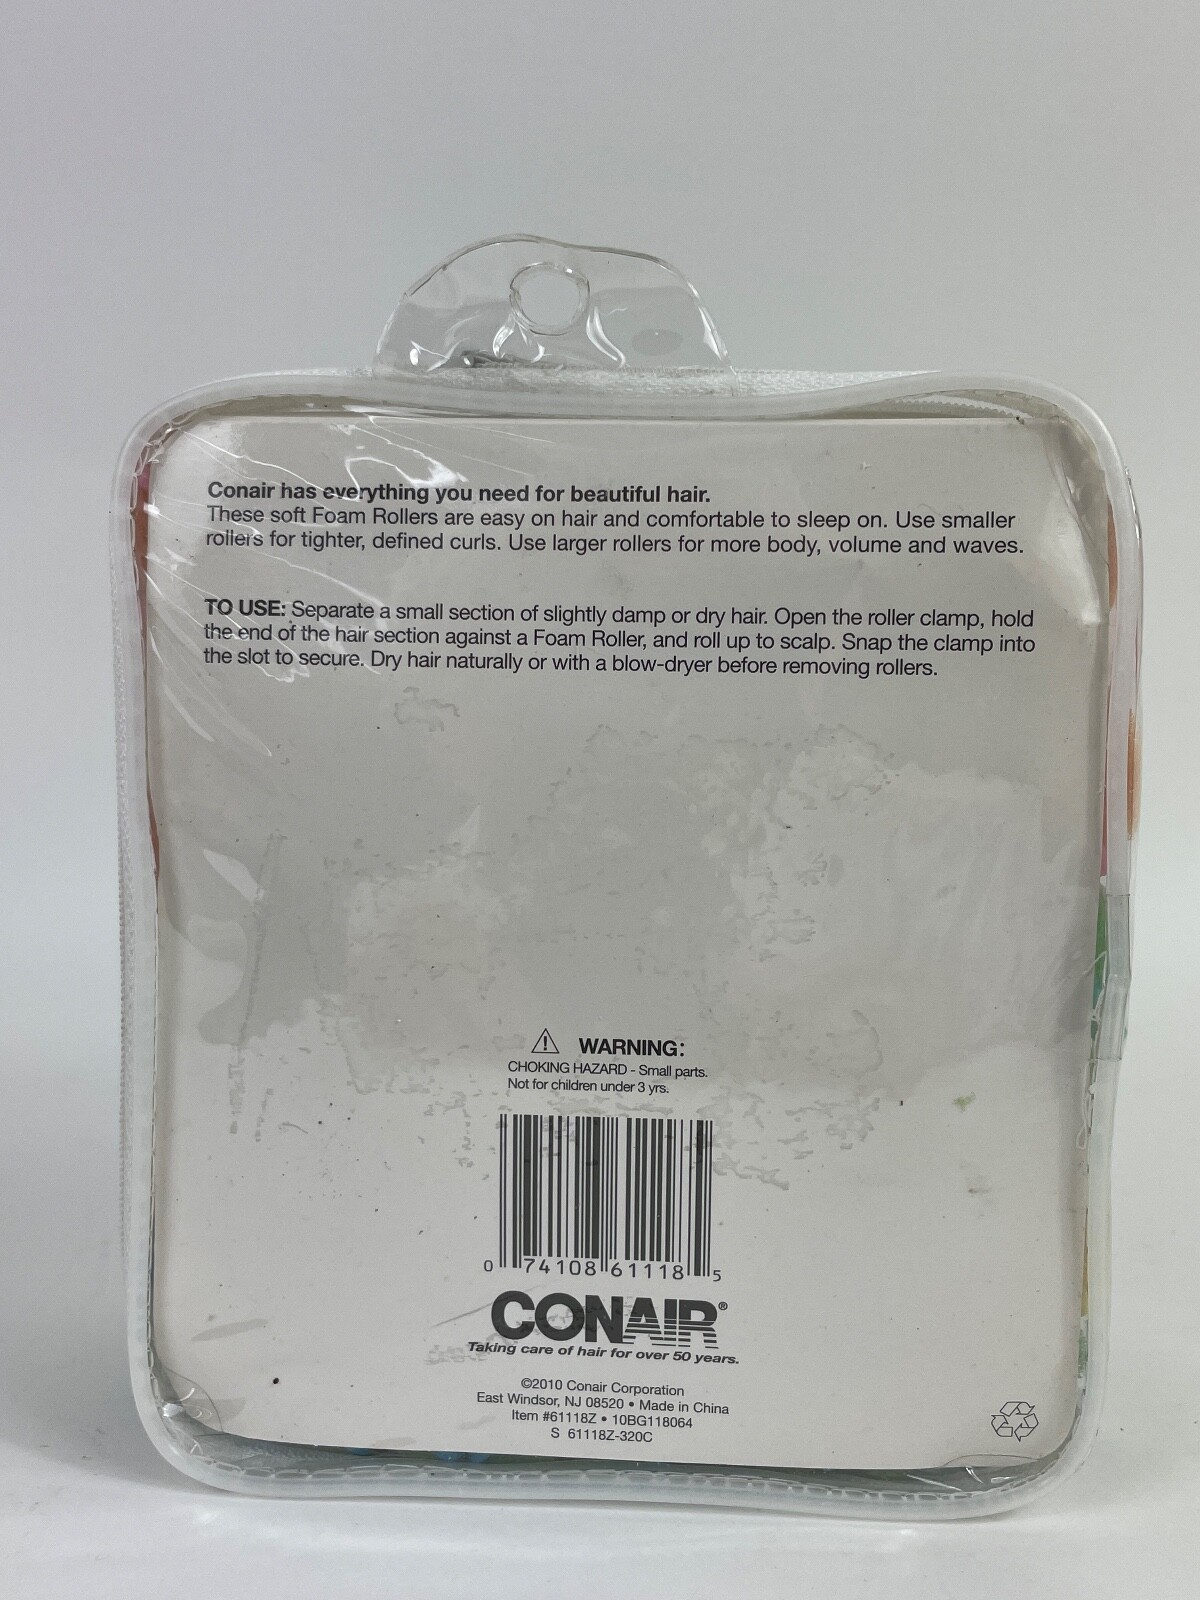 Conair has everything you need for beautiful hair.
These soft Foam Rollers are easy on hair and comfortable to sleep on. Use smaller
rollers for tighter, defined curls. Use larger rollers for more body, volume and waves.
TO USE: Separate a small section of slightly damp or dry hair. Open the roller clamp, hold
the end of the hair section against a Foam Roller, and roll up to scalp. Snap the clamp into
the slot to secure. Dry hair naturally or with a blow-dryer before removing rollers.
WARNING:
CHOKING HAZARD - Small parts.
Not for children under 3 yrs.
0 74108 61118 5
CONAIR®
Taking care of hair for over 50 years.
©2010 Conair Corporation
East Windsor, NJ 08520 • Made in China
Item #61118Z • 10BG118064
S 61118Z-320C